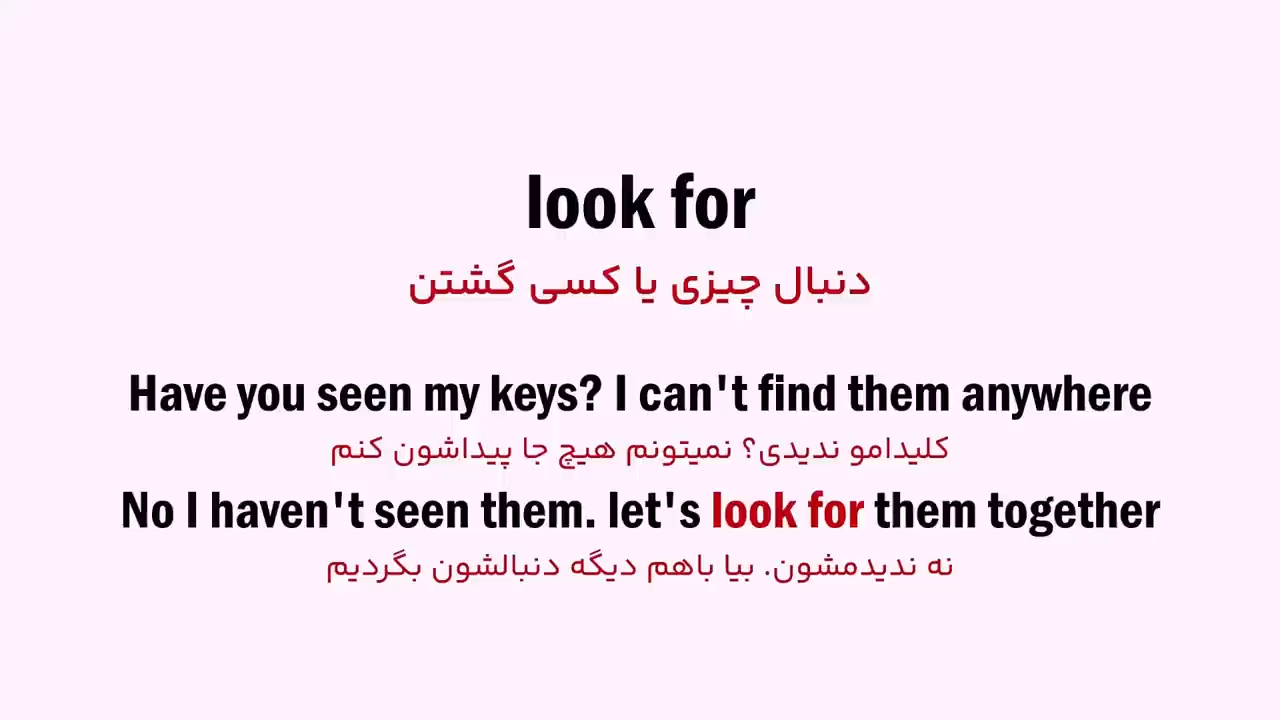 look for
دنبال چیزی یا کسی گشتن
Have you seen my keys? I can't find them anywhere
کلیدامو ندیدی؟ نمیتونم هیچ جا پیداشون کنم
No I haven't seen them. let's look for them together
نه ندیدمشون. بیا باهم دیگه دنبالشون بگردیم